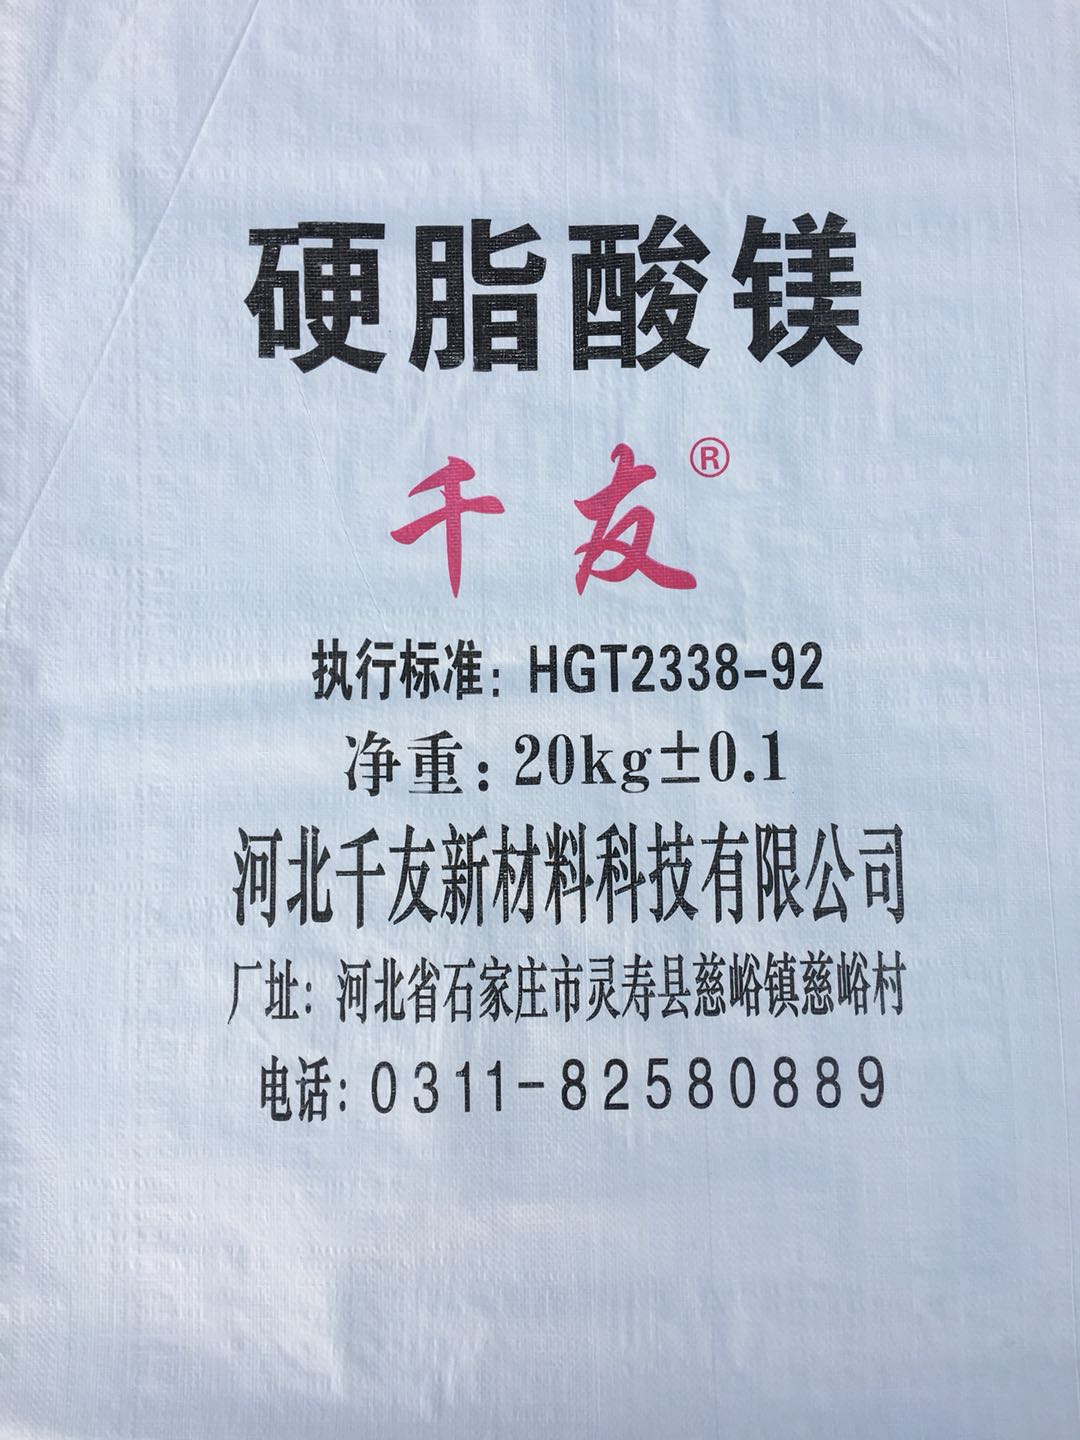 硬脂酸镁
千友®
执行标准：HGT2338-92
净重：20kg±0.1
河北千友新材料科技有限公司
厂址：河北省石家庄市灵寿县慈峪镇慈峪村
电话：0311-82580889